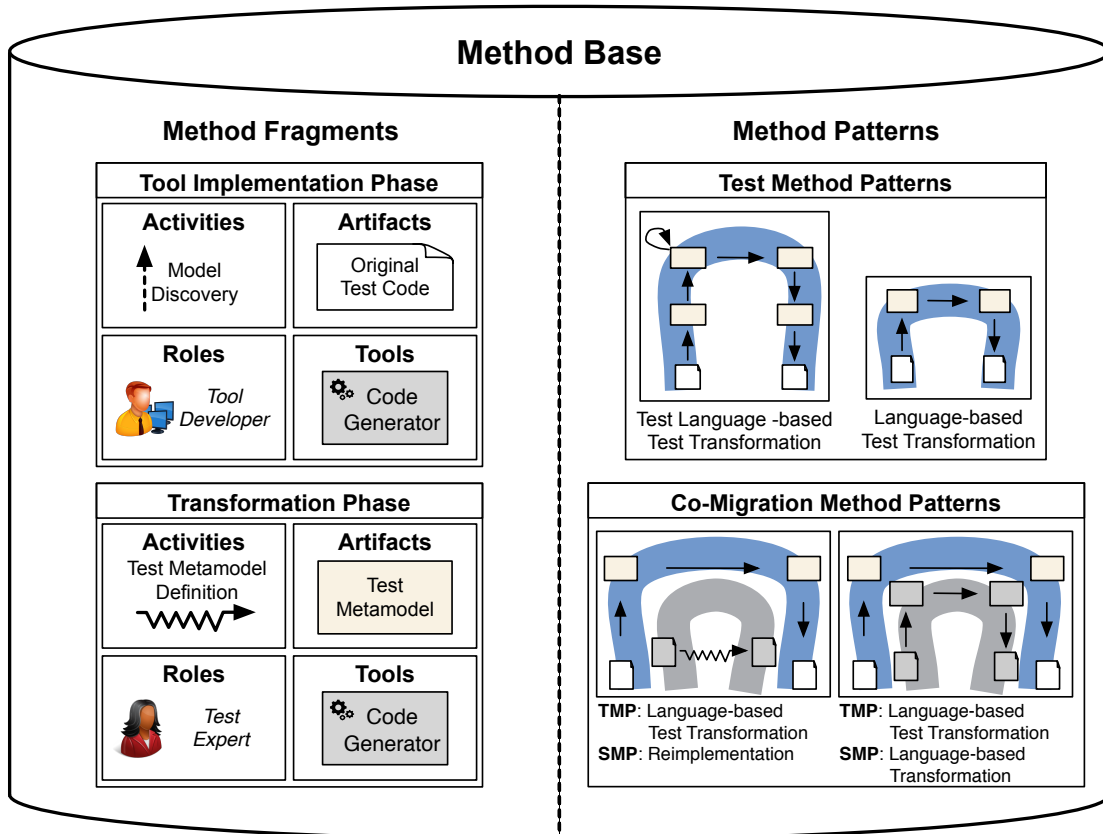 Method Base
Method Fragments
Tool Implementation Phase
Activities
Model
Discovery
Artifacts
Original
Test Code
Roles
Tool
Developer
Tools
Code
Generator
Transformation Phase
Activities
Test Metamodel
Definition
Artifacts
Test
Metamodel
Roles
Test
Expert
Tools
Code
Generator
Method Patterns
Test Method Patterns
Test Language -based
Test Transformation
Language-based
Test Transformation
Co-Migration Method Patterns
TMP: Language-based
Test Transformation
SMP: Reimplementation
TMP: Language-based
Test Transformation
SMP: Language-based
Transformation